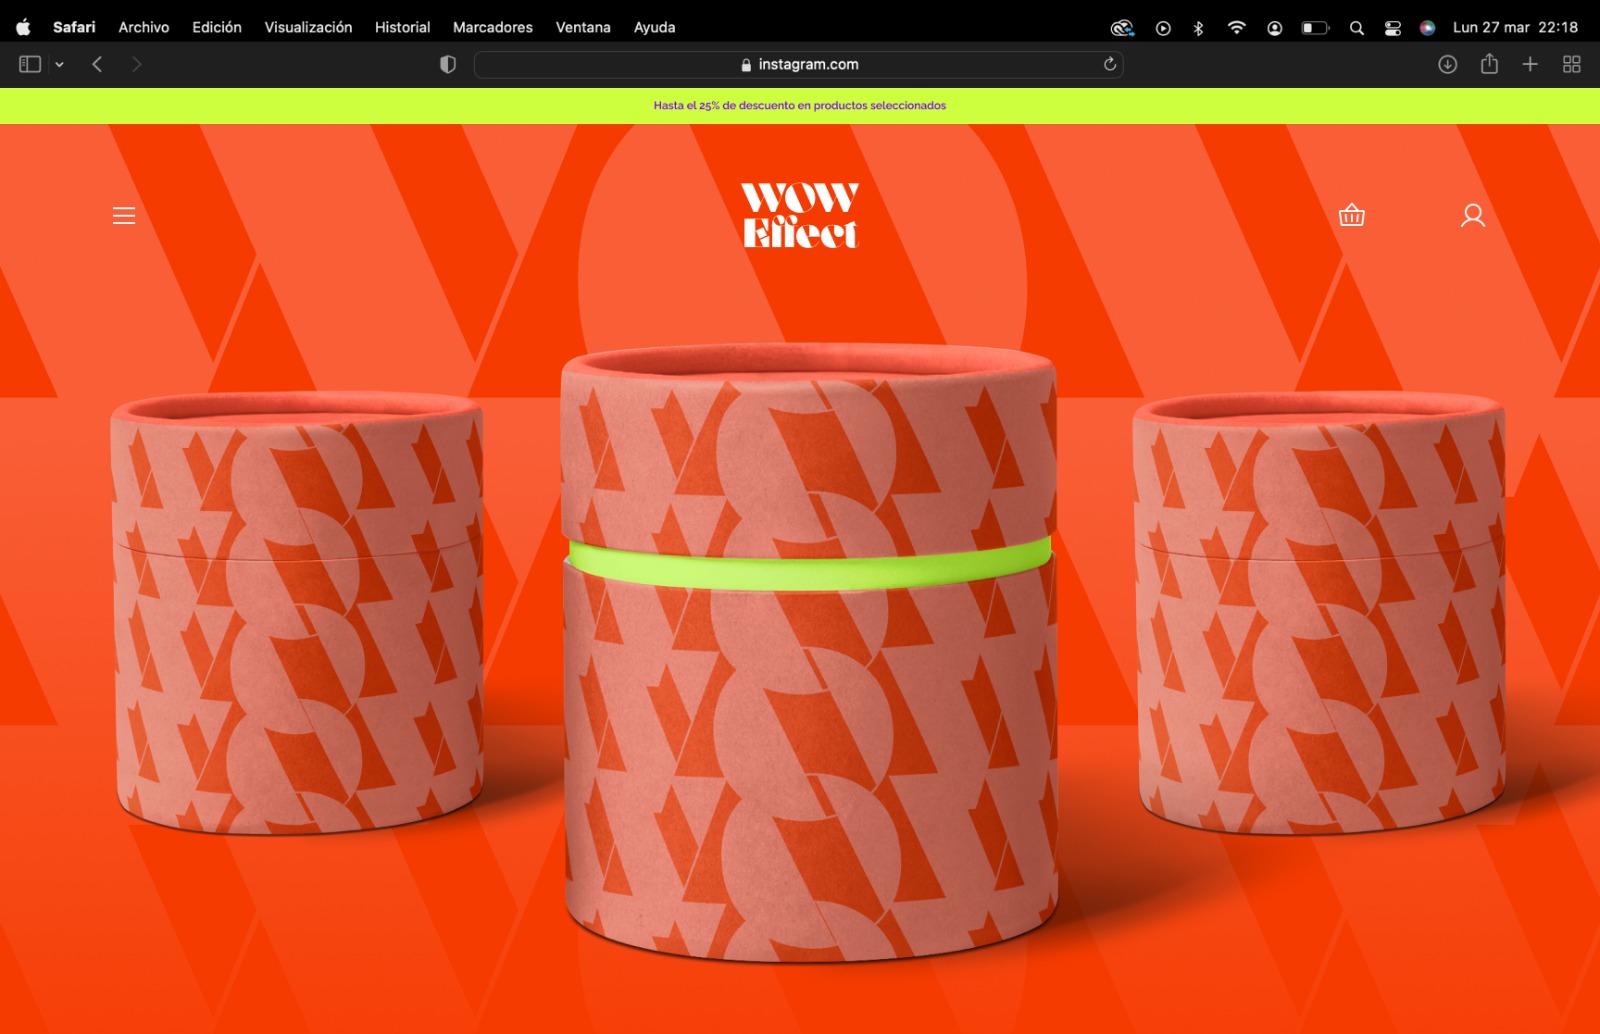 Safari Archivo Edición Visualización Historial Marcadores Ventana Ayuda Lun 27 mar 22:18
instagram.com
Hasta el 25% de descuento en productos seleccionados
WOW
Effect